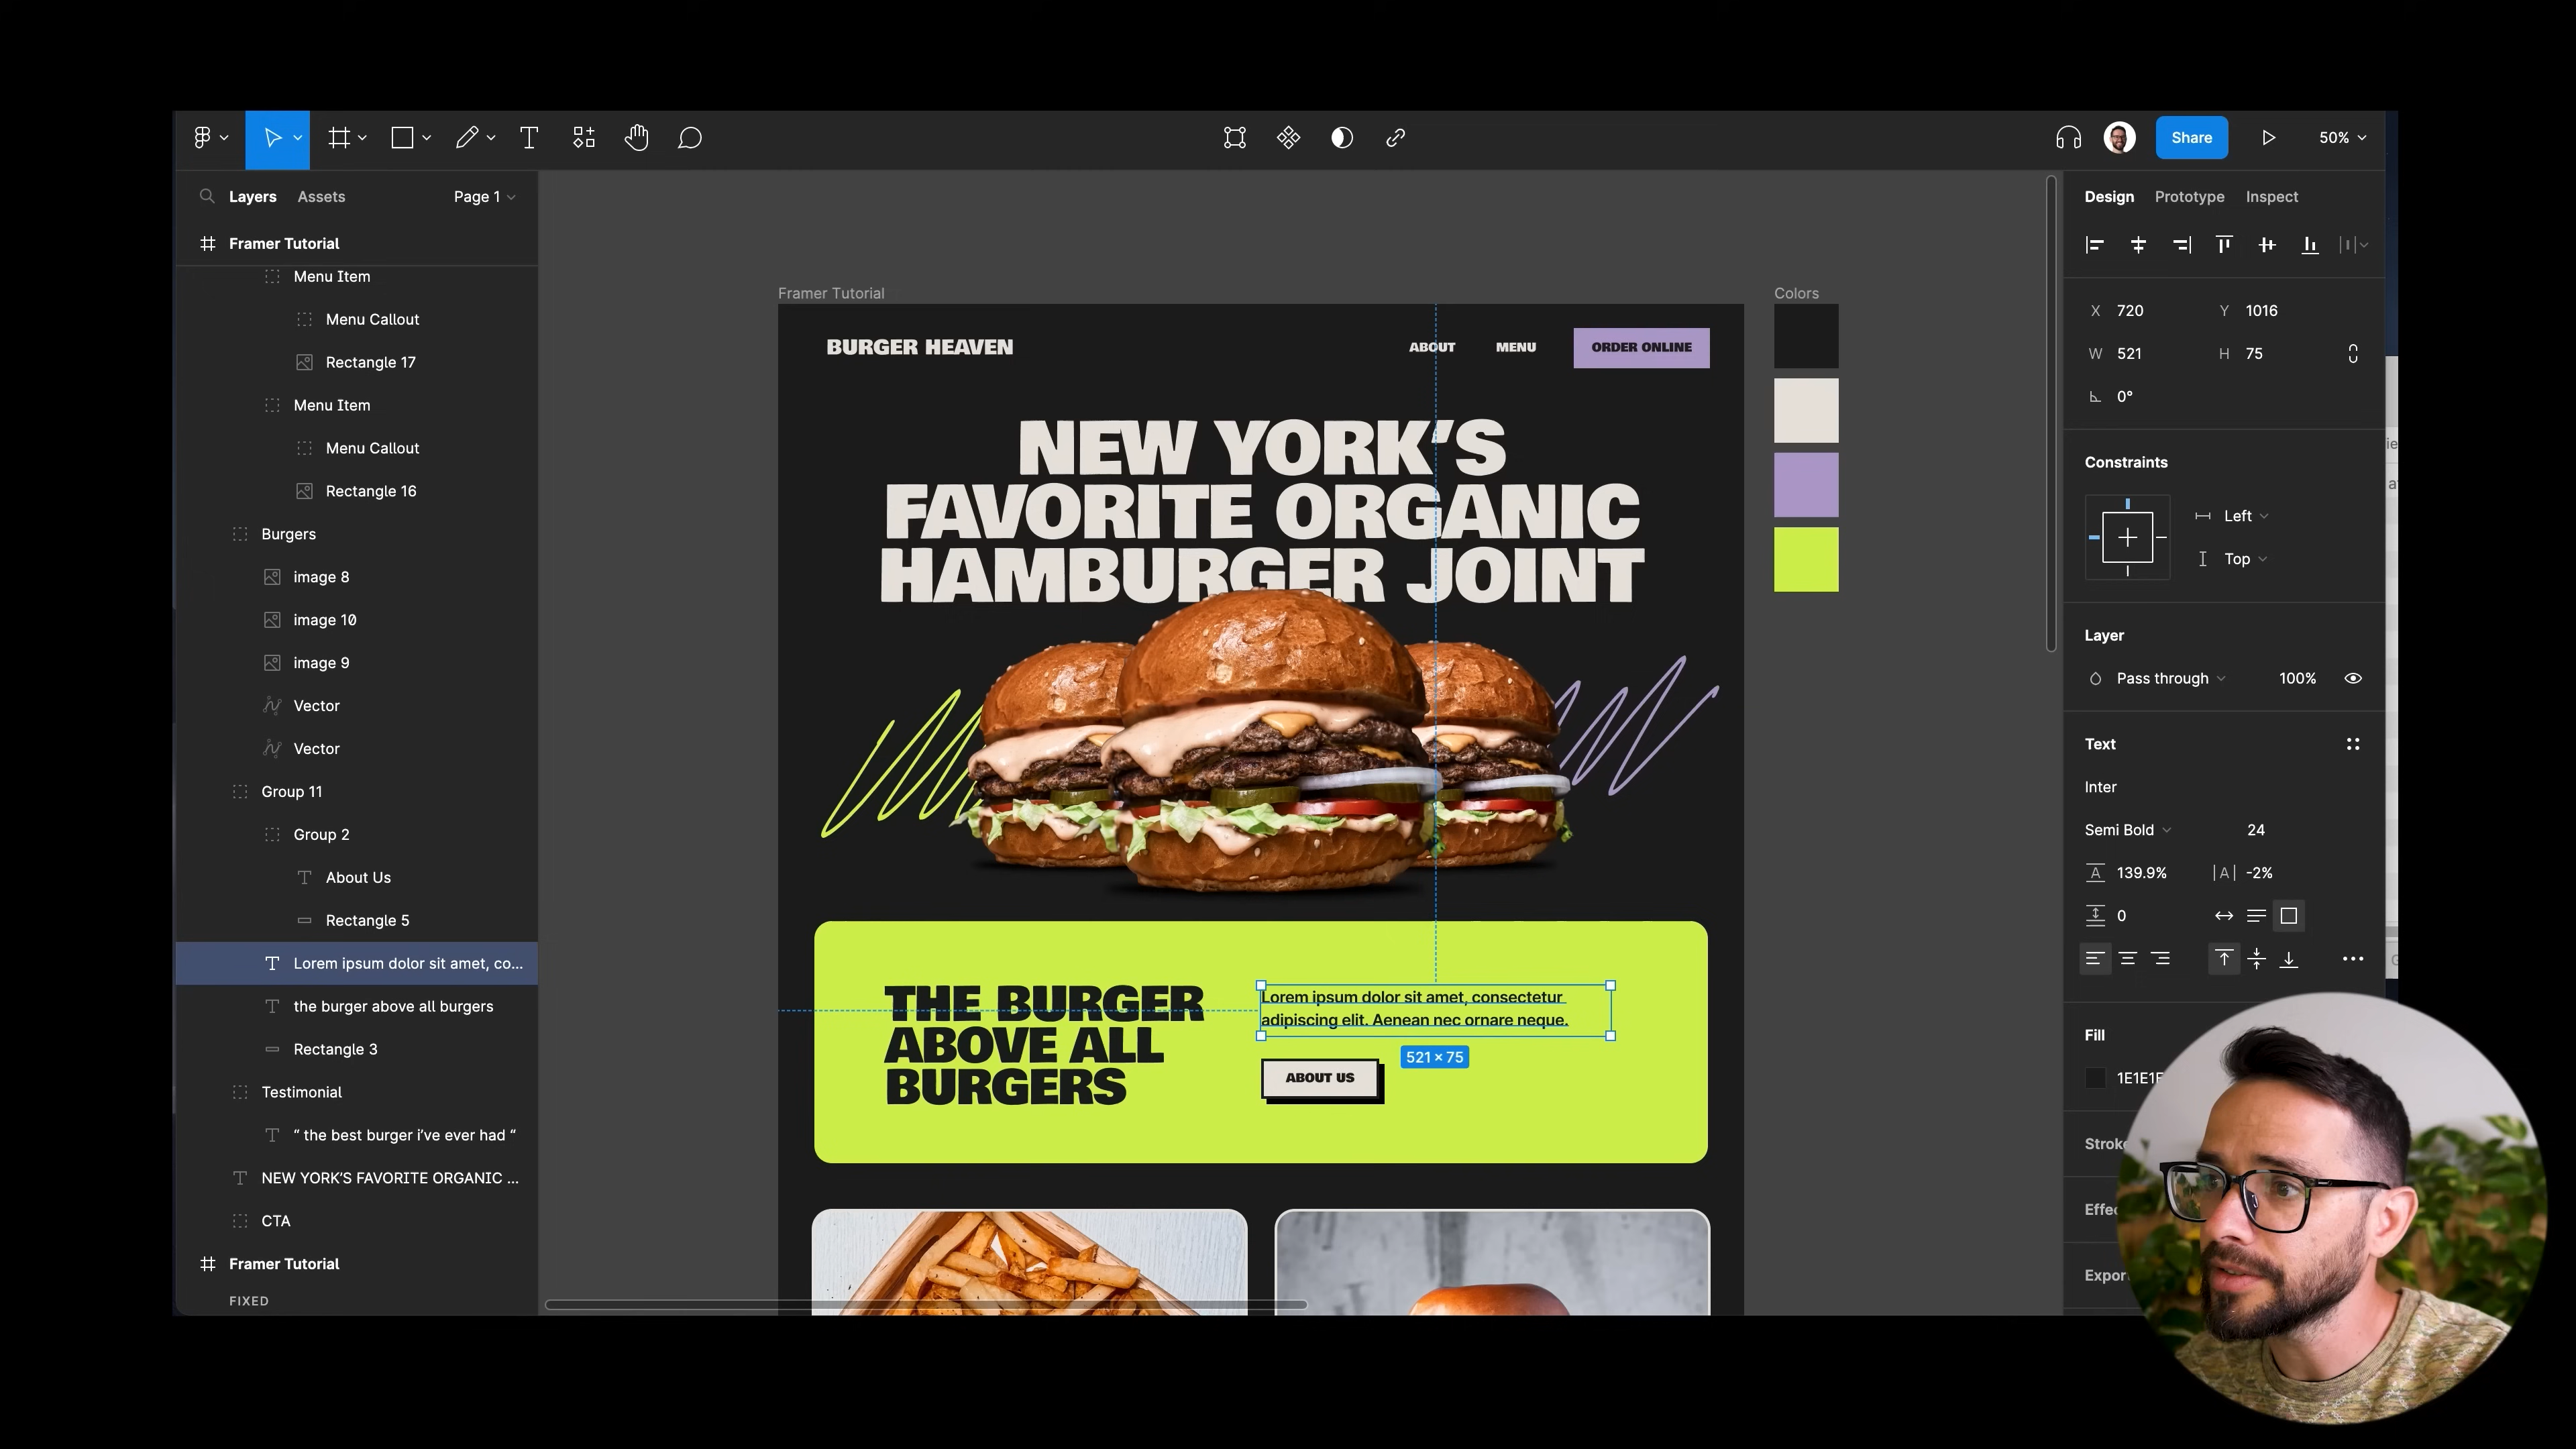 Share
50%
Layers
Assets
Page 1
Framer Tutorial
Menu Item
Menu Callout
Rectangle 17
Menu Item
Menu Callout
Rectangle 16
Burgers
image 8
image 10
image 9
Vector
Vector
Group 11
Group 2
About Us
Rectangle 5
Lorem ipsum dolor sit amet, co...
the burger above all burgers
Rectangle 3
Testimonial
“ the best burger i’ve ever had “
NEW YORK’S FAVORITE ORGANIC ...
CTA
Framer Tutorial
FIXED
Framer Tutorial
Colors
BURGER HEAVEN
ABOUT
MENU
ORDER ONLINE
NEW YORK’S
FAVORITE ORGANIC
HAMBURGER JOINT
THE BURGER
ABOVE ALL
BURGERS
Lorem ipsum dolor sit amet, consectetur
adipiscing elit. Aenean nec ornare neque.
521 × 75
ABOUT US
Design
Prototype
Inspect
X 720
Y 1016
W 521
H 75
0°
Constraints
Left
Top
Layer
Pass through
100%
Text
Inter
Semi Bold
24
139.9%
|A| -2%
0
Fill
1E1E1E